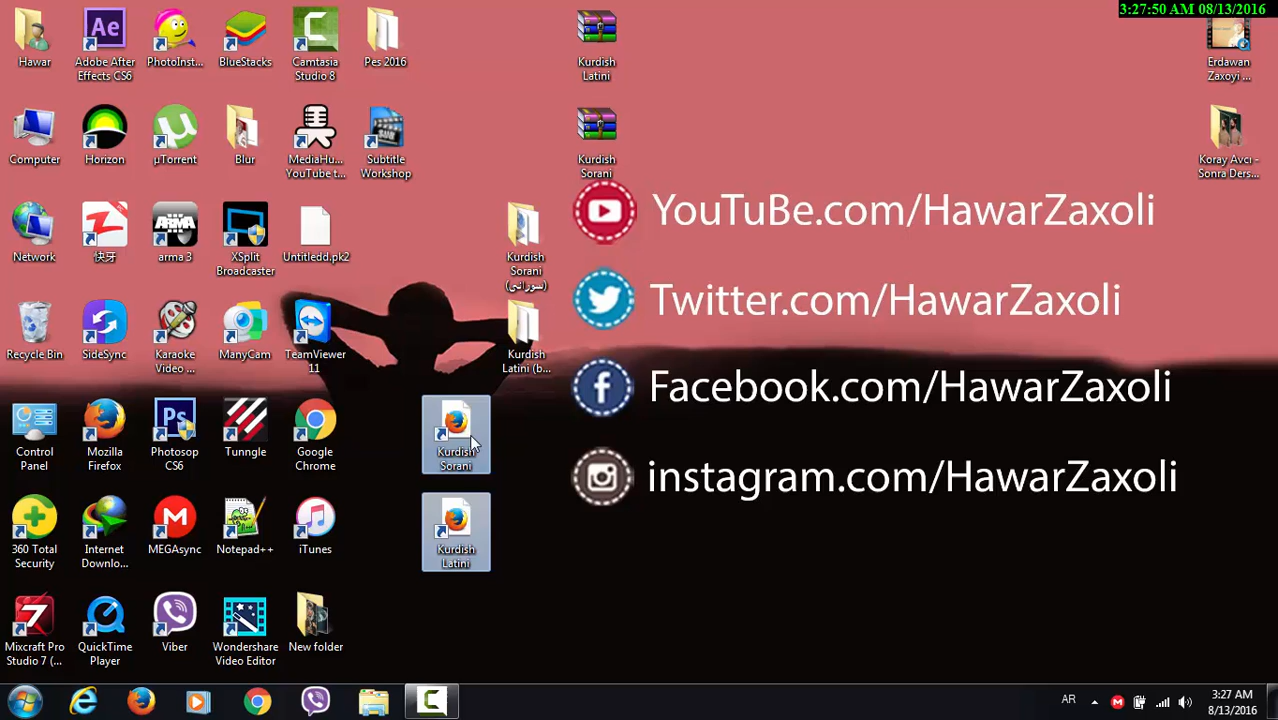 3:27:50 AM 08/13/2016
Hawar
Adobe After
Effects CS6
PhotoInst...
BlueStacks
Camtasia
Studio 8
Pes 2016
Kurdish
Latini
Erdawan
Zaxoyi ...
Computer
Horizon
µTorrent
Blur
MediaHu...
YouTube t...
Subtitle
Workshop
Kurdish
Sorani
Koray Avcı -
Sonra Ders...
YouTuBe.com/HawarZaxoli
Network
快牙
arma 3
XSplit
Broadcaster
Untitledd.pk2
Kurdish
Sorani
(سورانی)
Twitter.com/HawarZaxoli
Recycle Bin
SideSync
Karaoke
Video ...
ManyCam
TeamViewer
11
Kurdish
Latini (b...
Facebook.com/HawarZaxoli
Control
Panel
Mozilla
Firefox
Photosop
CS6
Tunngle
Google
Chrome
Kurdish
Sorani
instagram.com/HawarZaxoli
360 Total
Security
Internet
Downlo...
MEGAsync
Notepad++
iTunes
Kurdish
Latini
Mixcraft Pro
Studio 7 (...
QuickTime
Player
Viber
Wondershare
Video Editor
New folder
AR
3:27 AM
8/13/2016